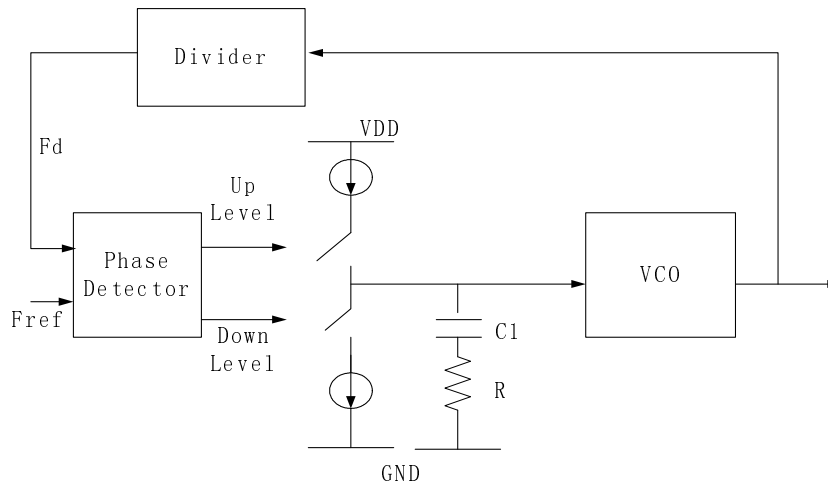 Divider
VDD
Fd
Up
Level
Phase
Detector
VCO
Fref
Down
Level
C1
R
GND